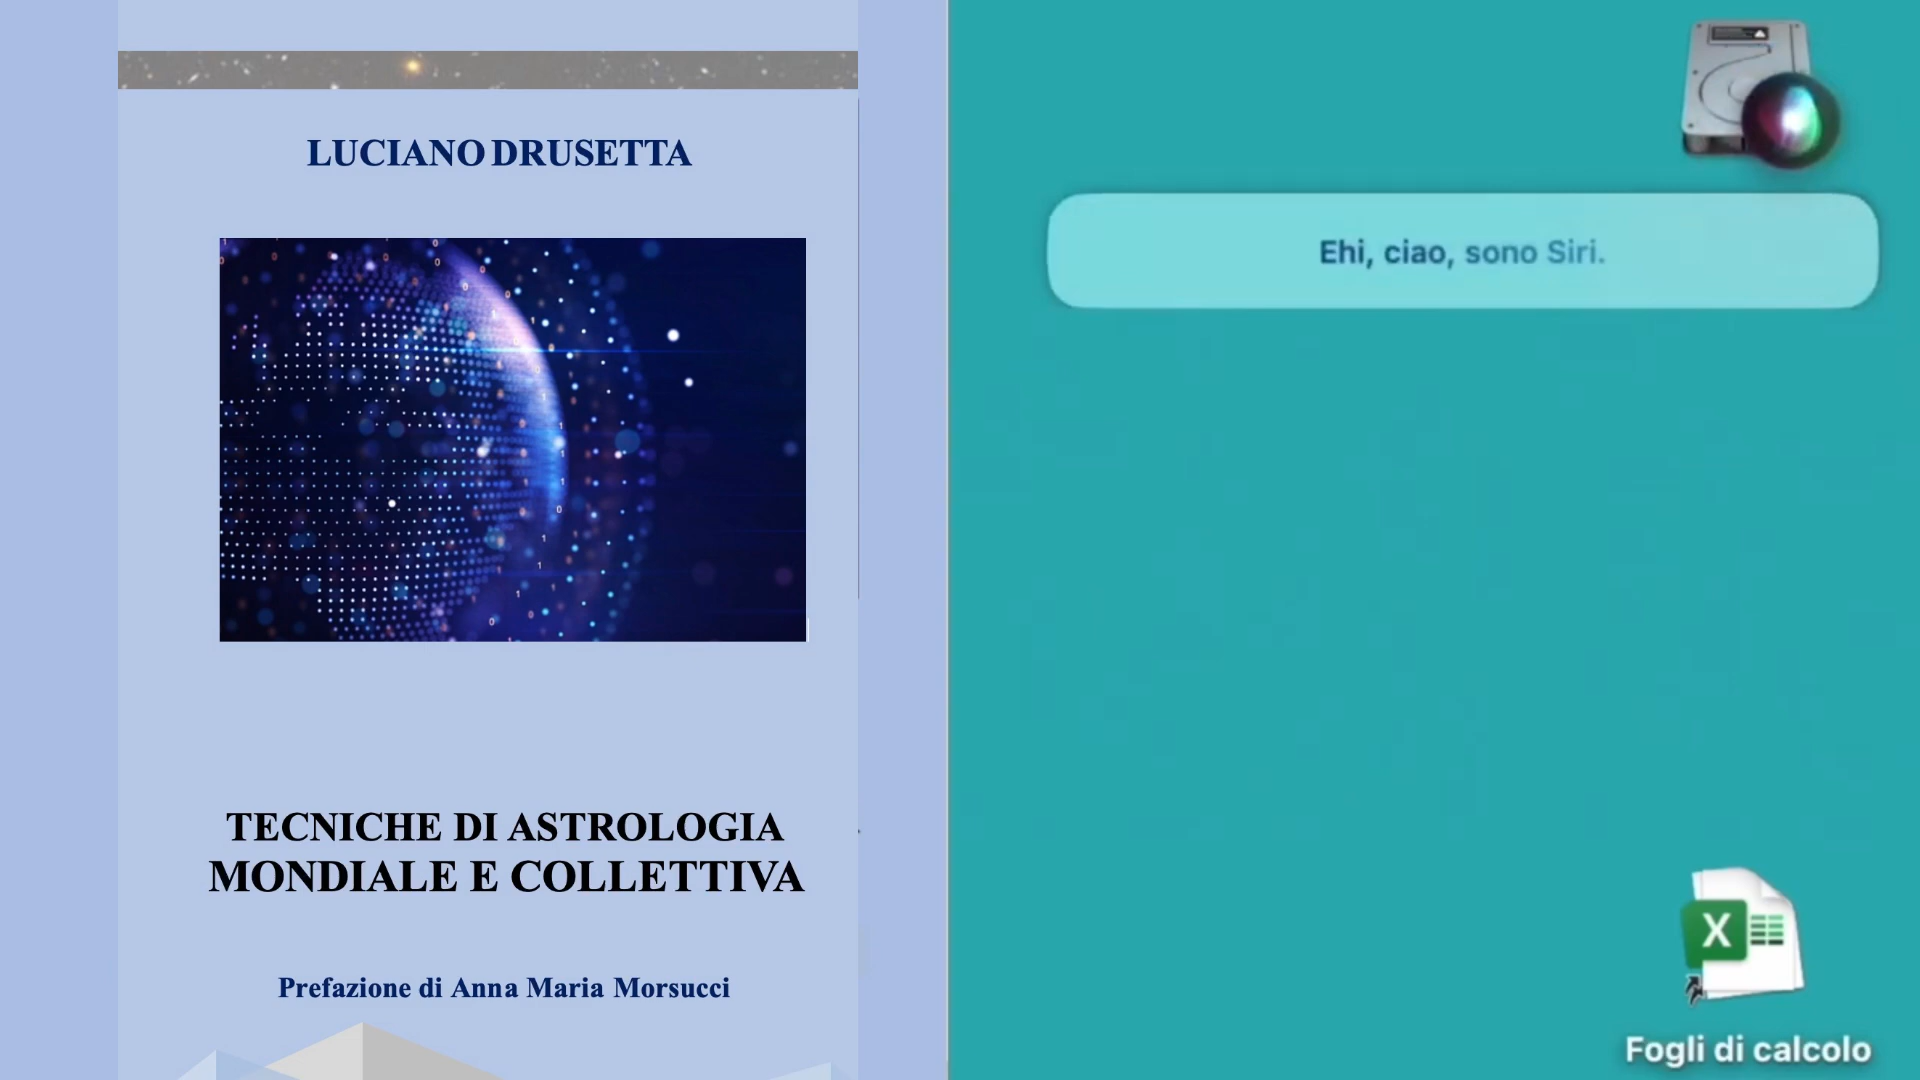 LUCIANO DRUSETTA
TECNICHE DI ASTROLOGIA
MONDIALE E COLLETTIVA
Prefazione di Anna Maria Morsucci
Ehi, ciao, sono Siri.
X
Fogli di calcolo